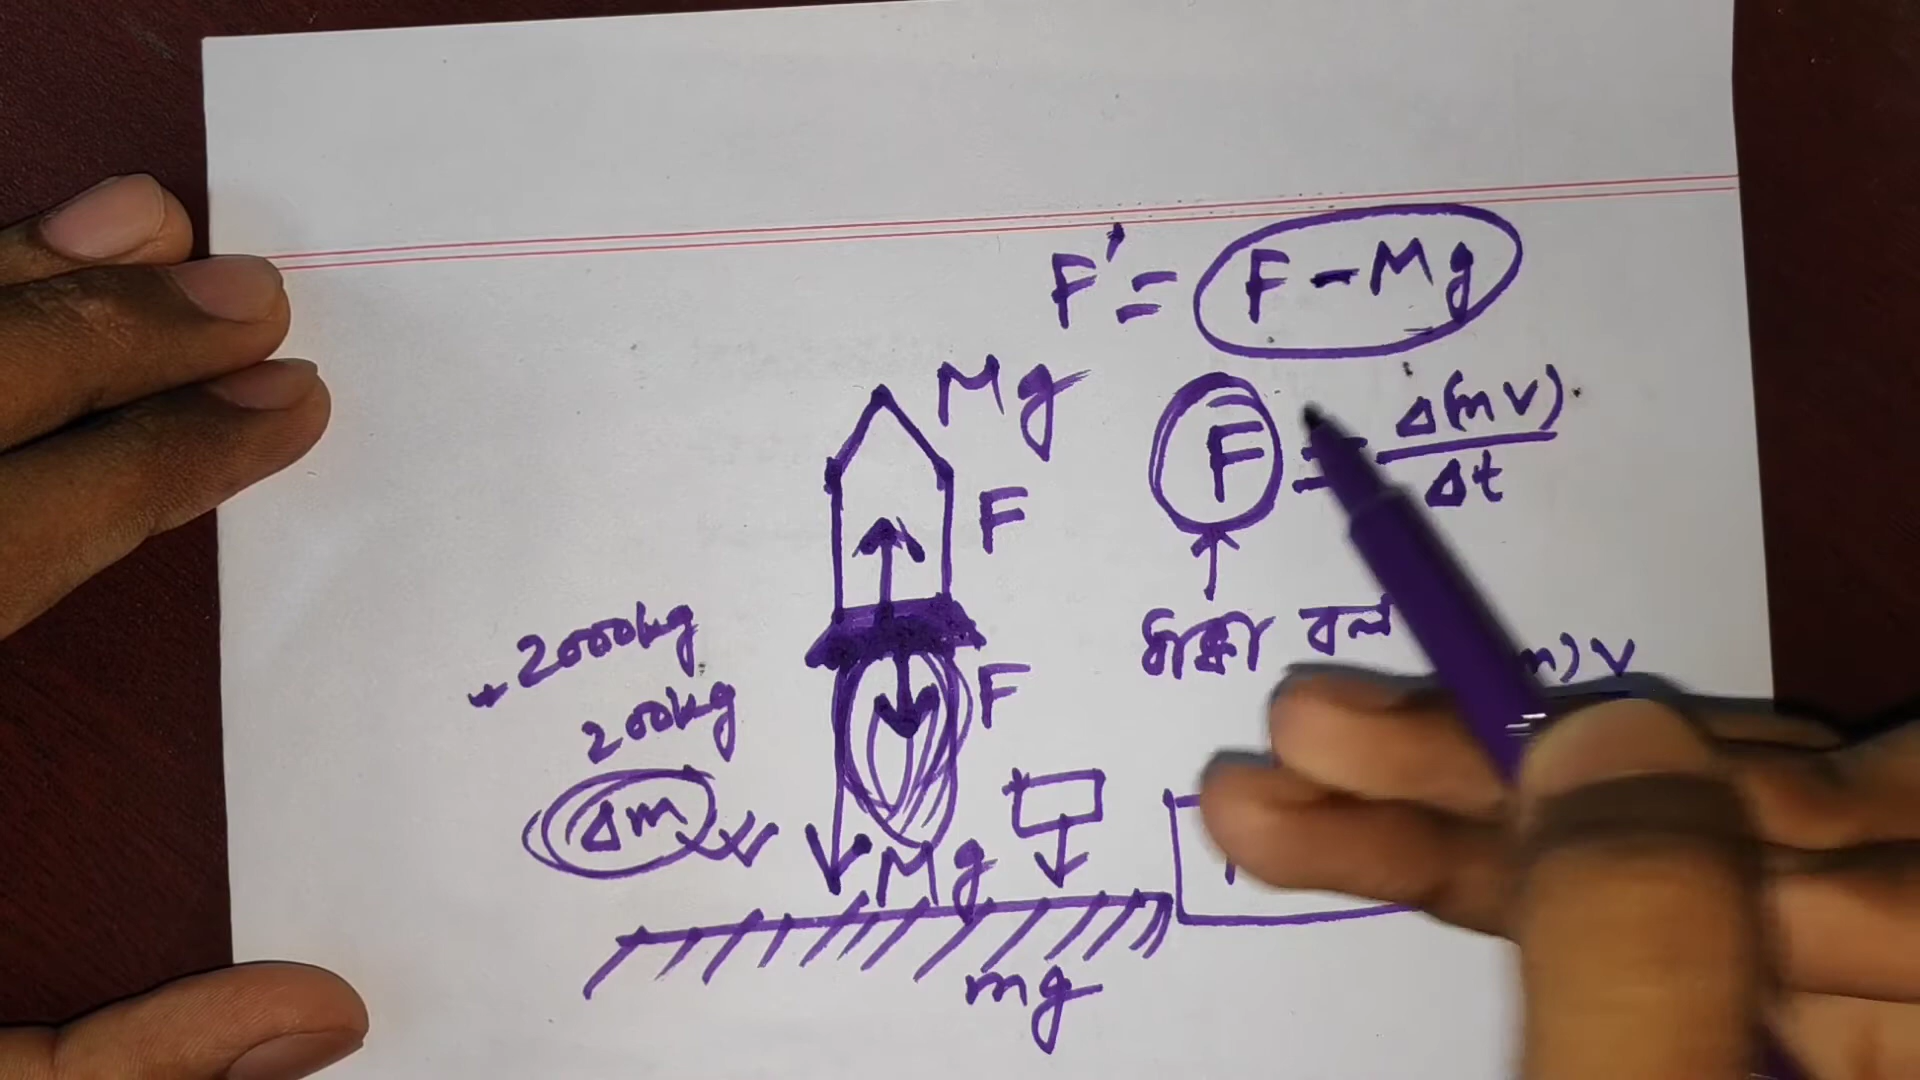 F' = F - Mg
Mg
F = Δ(mv) / Δt
F
ধাক্কা বল
2000kg
F
m) v
200kg
Δm
Mg
mg